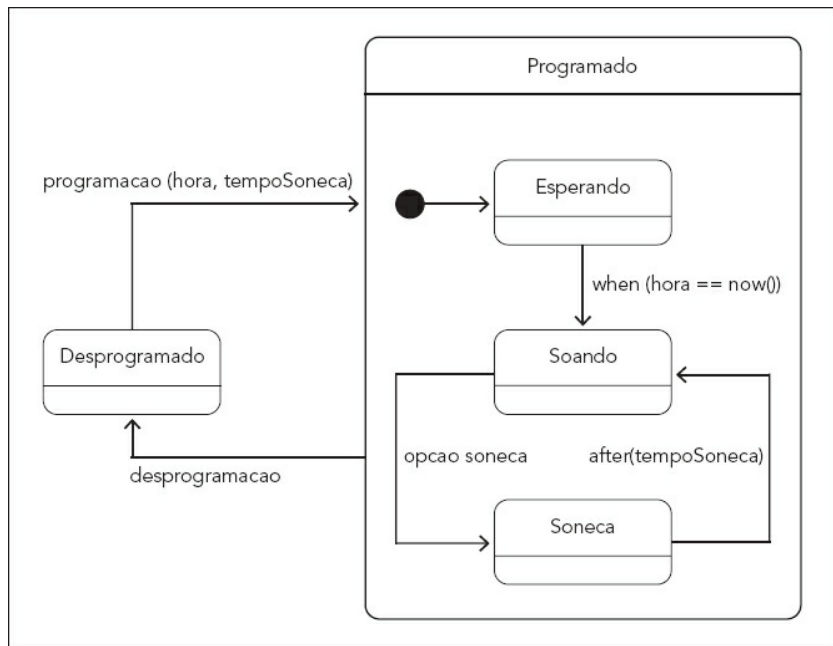 Programado
programacao (hora, tempoSoneca)
Esperando
when (hora == now())
Desprogramado
Soando
opcao soneca
after(tempoSoneca)
desprogramacao
Soneca